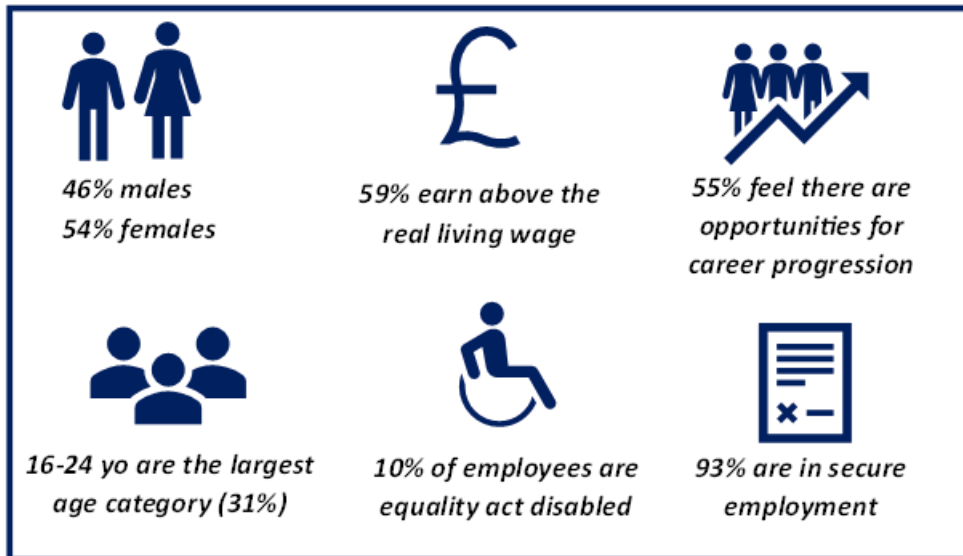 46% males
54% females
59% earn above the
real living wage
55% feel there are
opportunities for
career progression
16-24 yo are the largest
age category (31%)
10% of employees are
equality act disabled
93% are in secure
employment